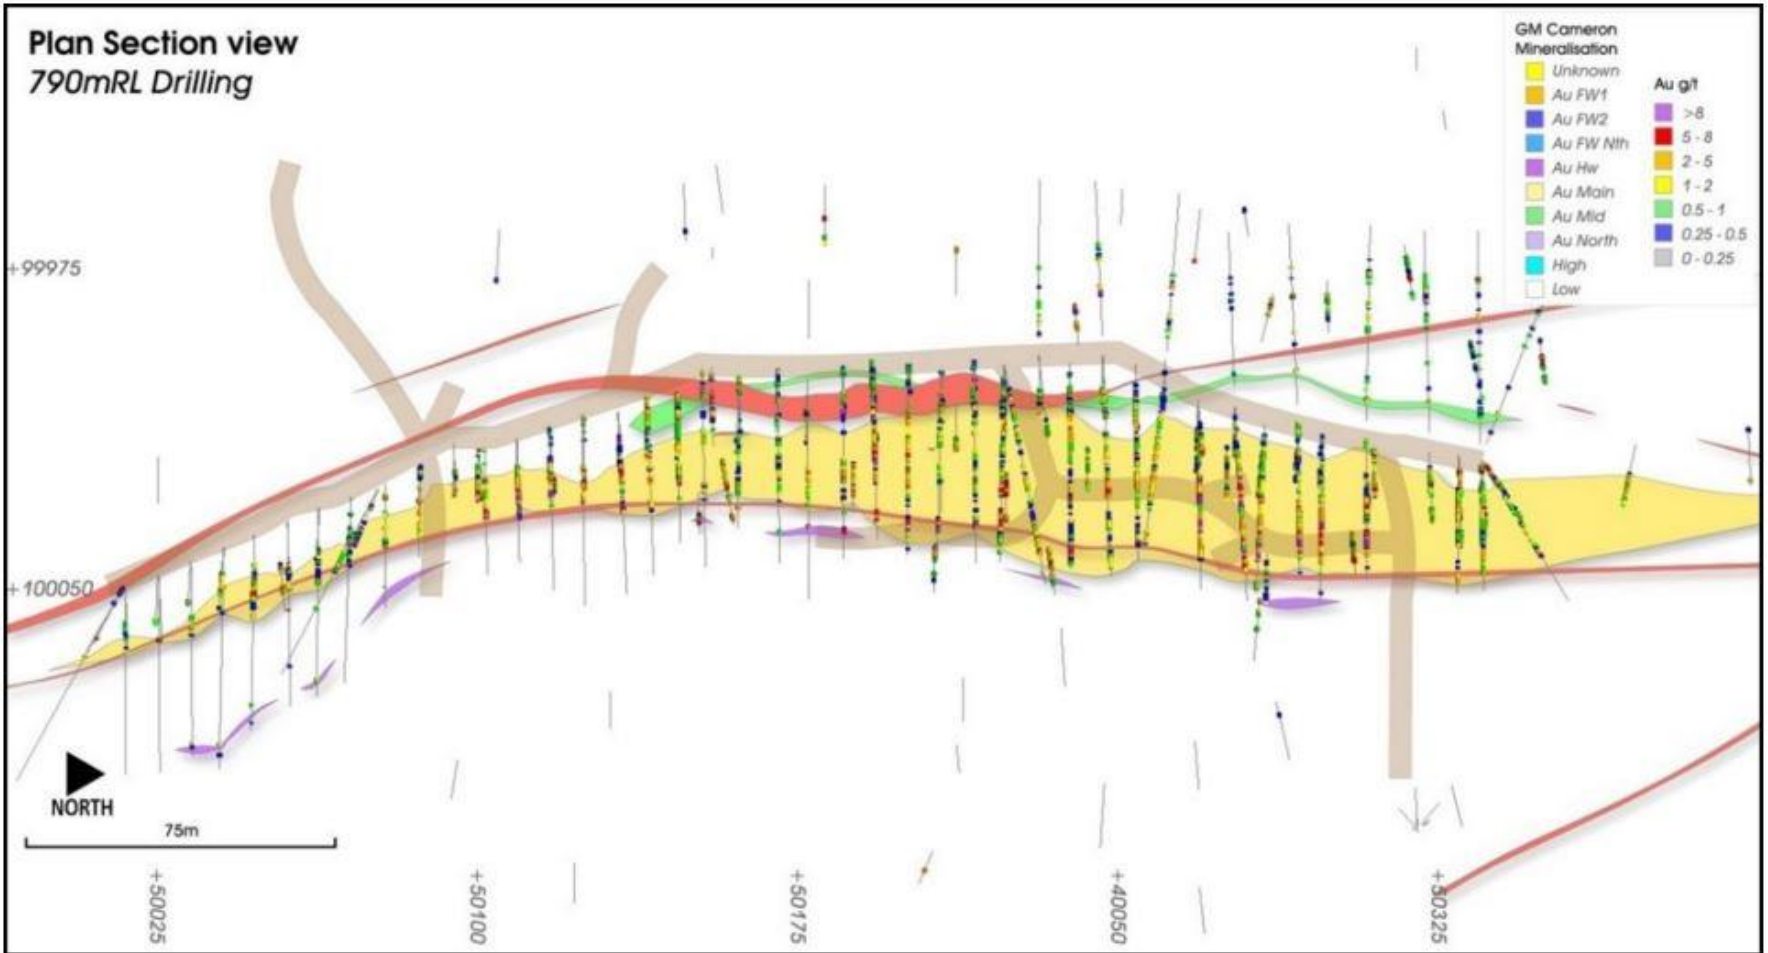 Plan Section view
790mRL Drilling
GM Cameron
Mineralisation
Unknown
Au FW1
Au FW2
Au FW Nth
Au Hw
Au Main
Au Mid
Au North
High
Low
Au g/t
>8
5 - 8
2 - 5
1 - 2
0.5 - 1
0.25 - 0.5
0 - 0.25
+99975
+100050
NORTH
75m
+50025
+50100
+50175
+40050
+50325